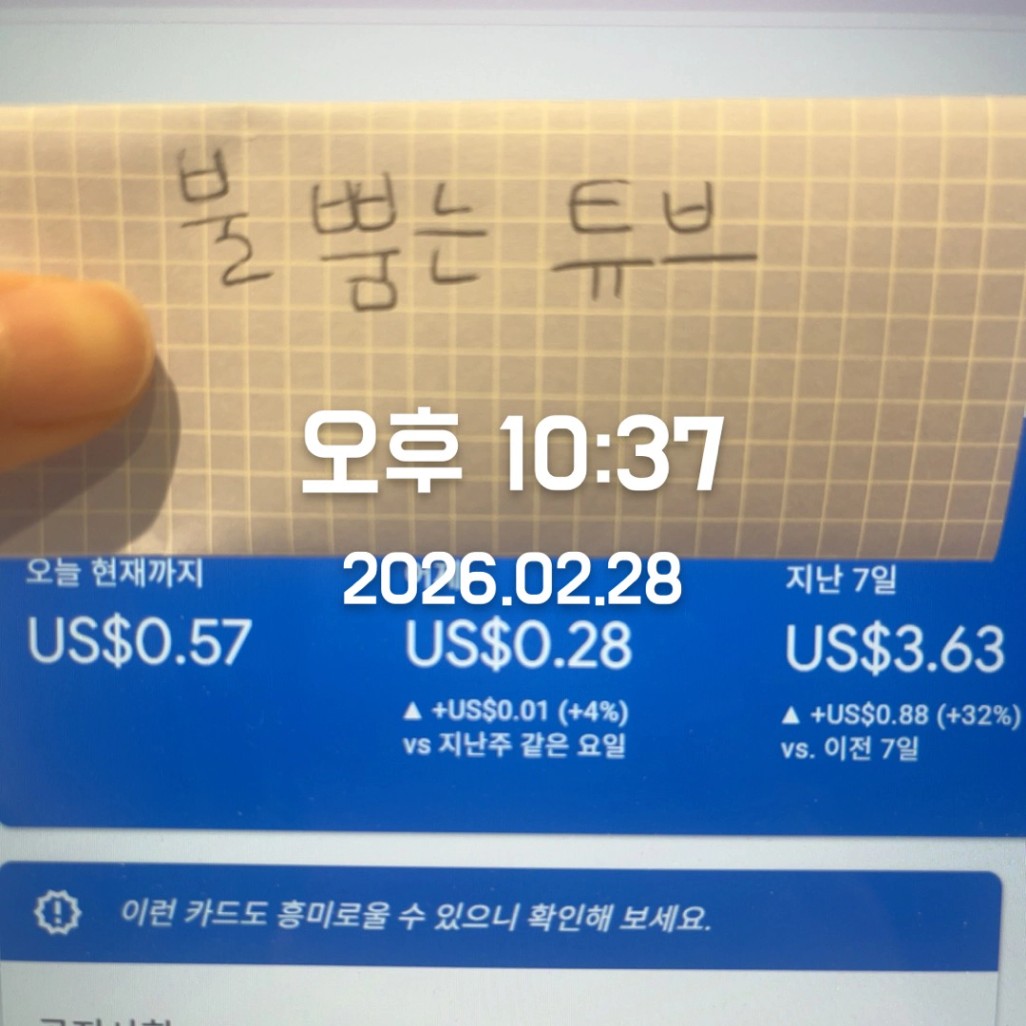 불 뿜는 튜브
오후 10:37
2026.02.28
오늘 현재까지
지난 7일
US$0.57
US$0.28
US$3.63
▲ +US$0.01 (+4%)
▲ +US$0.88 (+32%)
vs 지난주 같은 요일
vs. 이전 7일
이런 카드도 흥미로울 수 있으니 확인해 보세요.